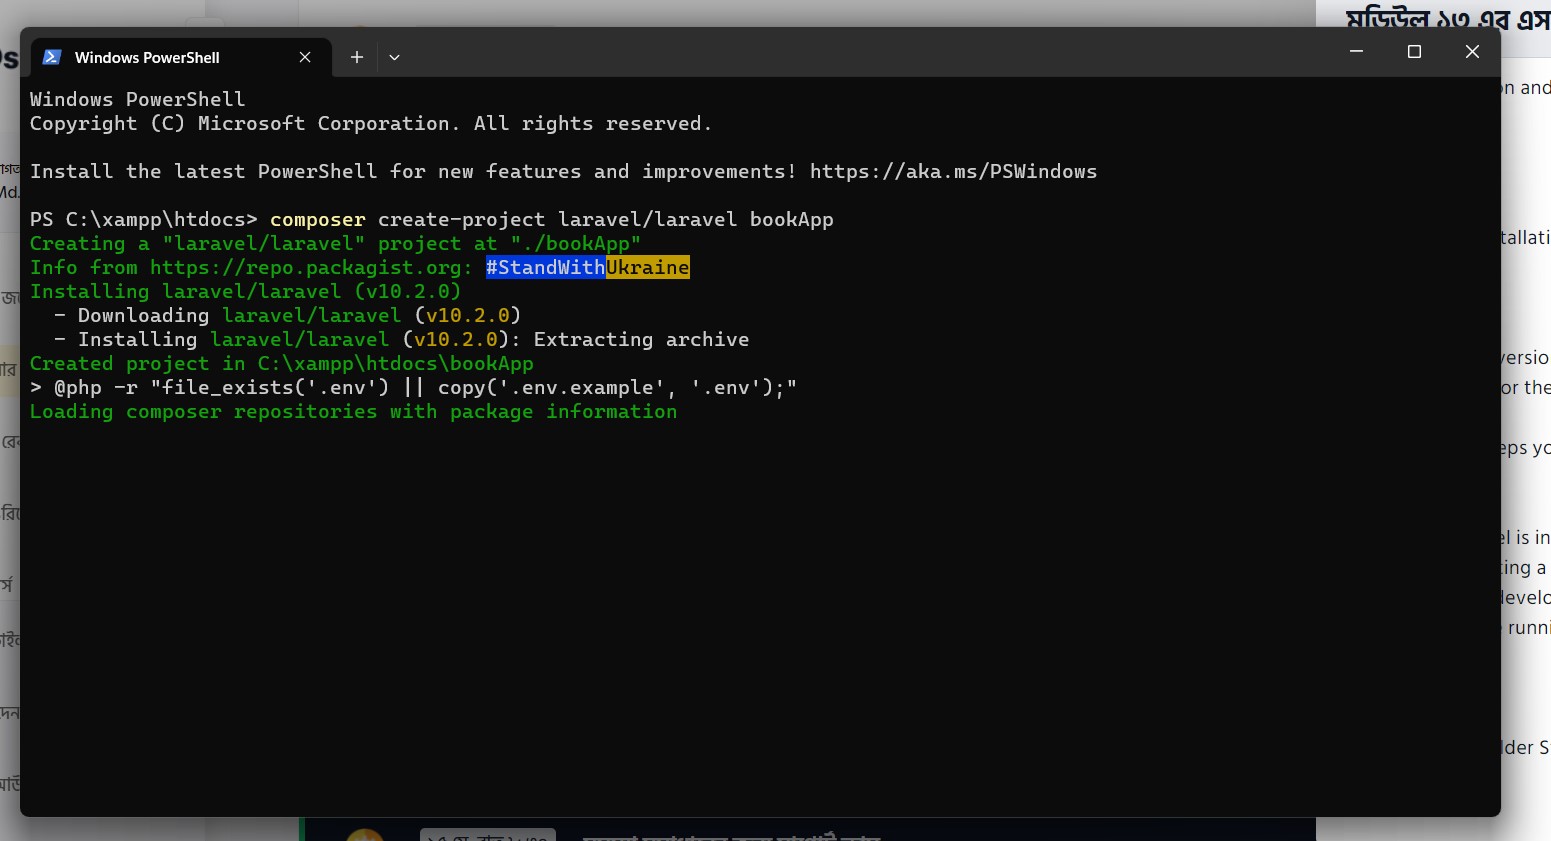 মডিউল ১৩ এর এস
Windows PowerShell
Windows PowerShell
Copyright (C) Microsoft Corporation. All rights reserved.
Install the latest PowerShell for new features and improvements! https://aka.ms/PSWindows
PS C:\xampp\htdocs> composer create-project laravel/laravel bookApp
Creating a "laravel/laravel" project at "./bookApp"
Info from https://repo.packagist.org: #StandWithUkraine
Installing laravel/laravel (v10.2.0)
- Downloading laravel/laravel (v10.2.0)
- Installing laravel/laravel (v10.2.0): Extracting archive
Created project in C:\xampp\htdocs\bookApp
> @php -r "file_exists('.env') || copy('.env.example', '.env');"
Loading composer repositories with package information
on and
tallati
versio
or the
eps yo
el is in
ting a
develo
runni
lder S
Md.